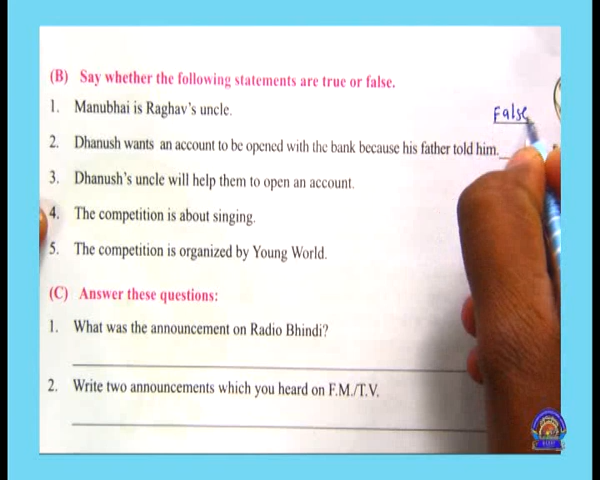 (B) Say whether the following statements are true or false.
1. Manubhai is Raghav's uncle.
False
2. Dhanush wants an account to be opened with the bank because his father told him.
3. Dhanush's uncle will help them to open an account.
4. The competition is about singing.
5. The competition is organized by Young World.
(C) Answer these questions:
1. What was the announcement on Radio Bhindi?
2. Write two announcements which you heard on F.M./T.V.